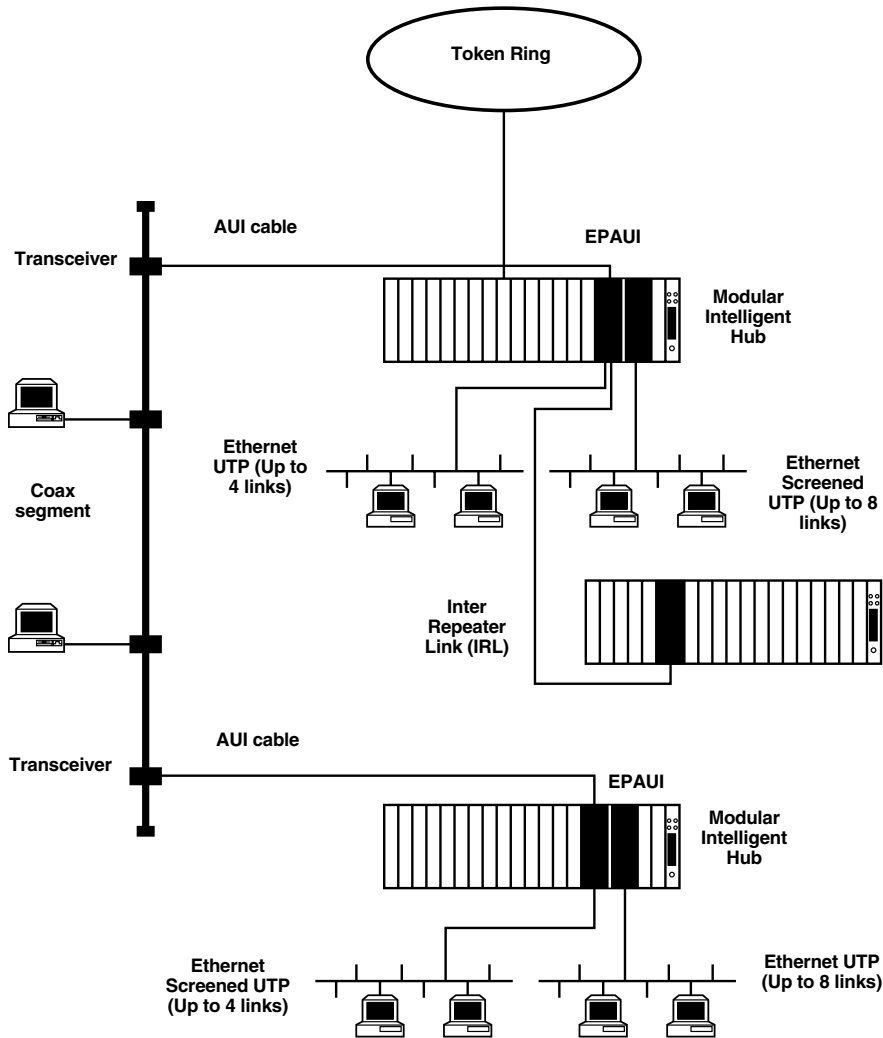 Token Ring
AUI cable
EPAUI
Transceiver
Modular
Intelligent
Hub
Ethernet
UTP (Up to
4 links)
Ethernet
Screened
UTP (Up to 8
links)
Coax
segment
Inter
Repeater
Link (IRL)
AUI cable
Transceiver
EPAUI
Modular
Intelligent
Hub
Ethernet
Screened UTP
(Up to 4 links)
Ethernet UTP
(Up to 8 links)